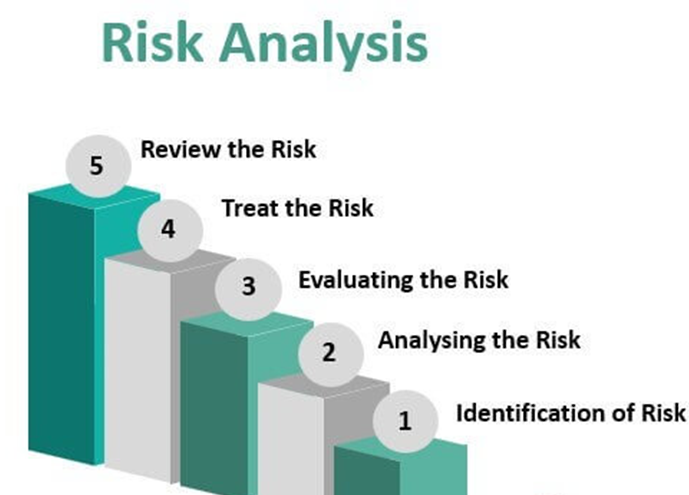 Risk Analysis
5
Review the Risk
4
Treat the Risk
3
Evaluating the Risk
2
Analysing the Risk
1
Identification of Risk